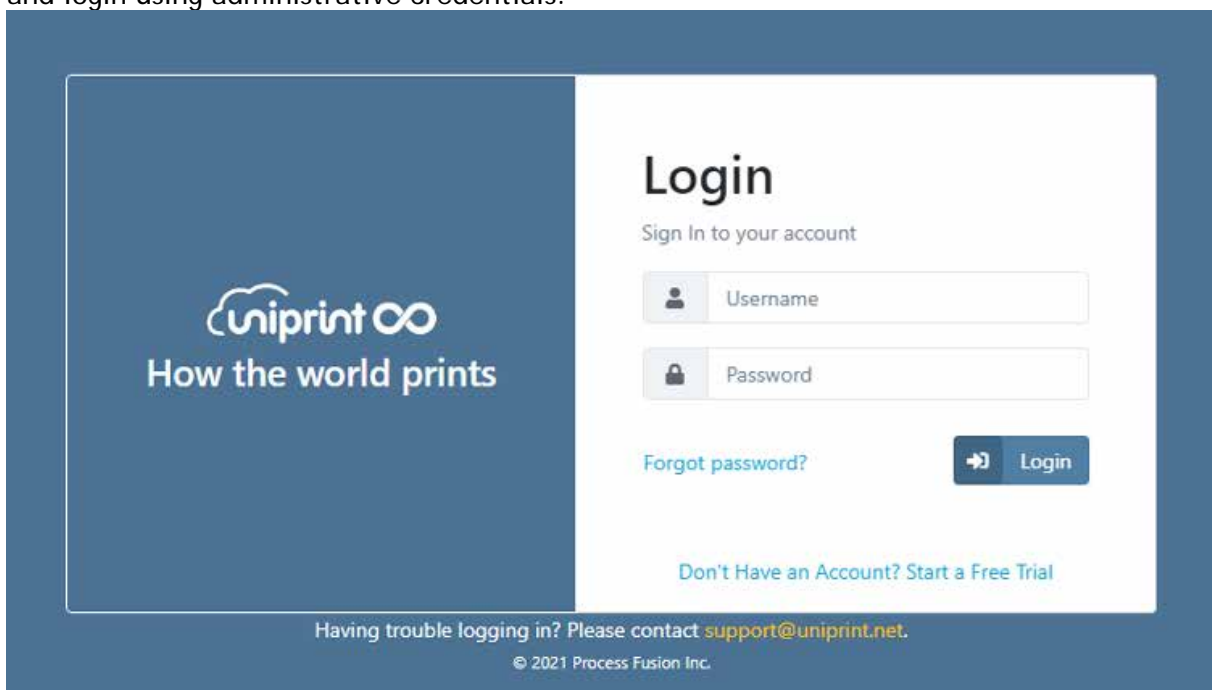 and login using administrative credentials.
Login
Sign In to your account
Username
Password
Forgot password?
Login
Don't Have an Account? Start a Free Trial
uniprint
How the world prints
Having trouble logging in? Please contact support@uniprint.net.
© 2021 Process Fusion Inc.